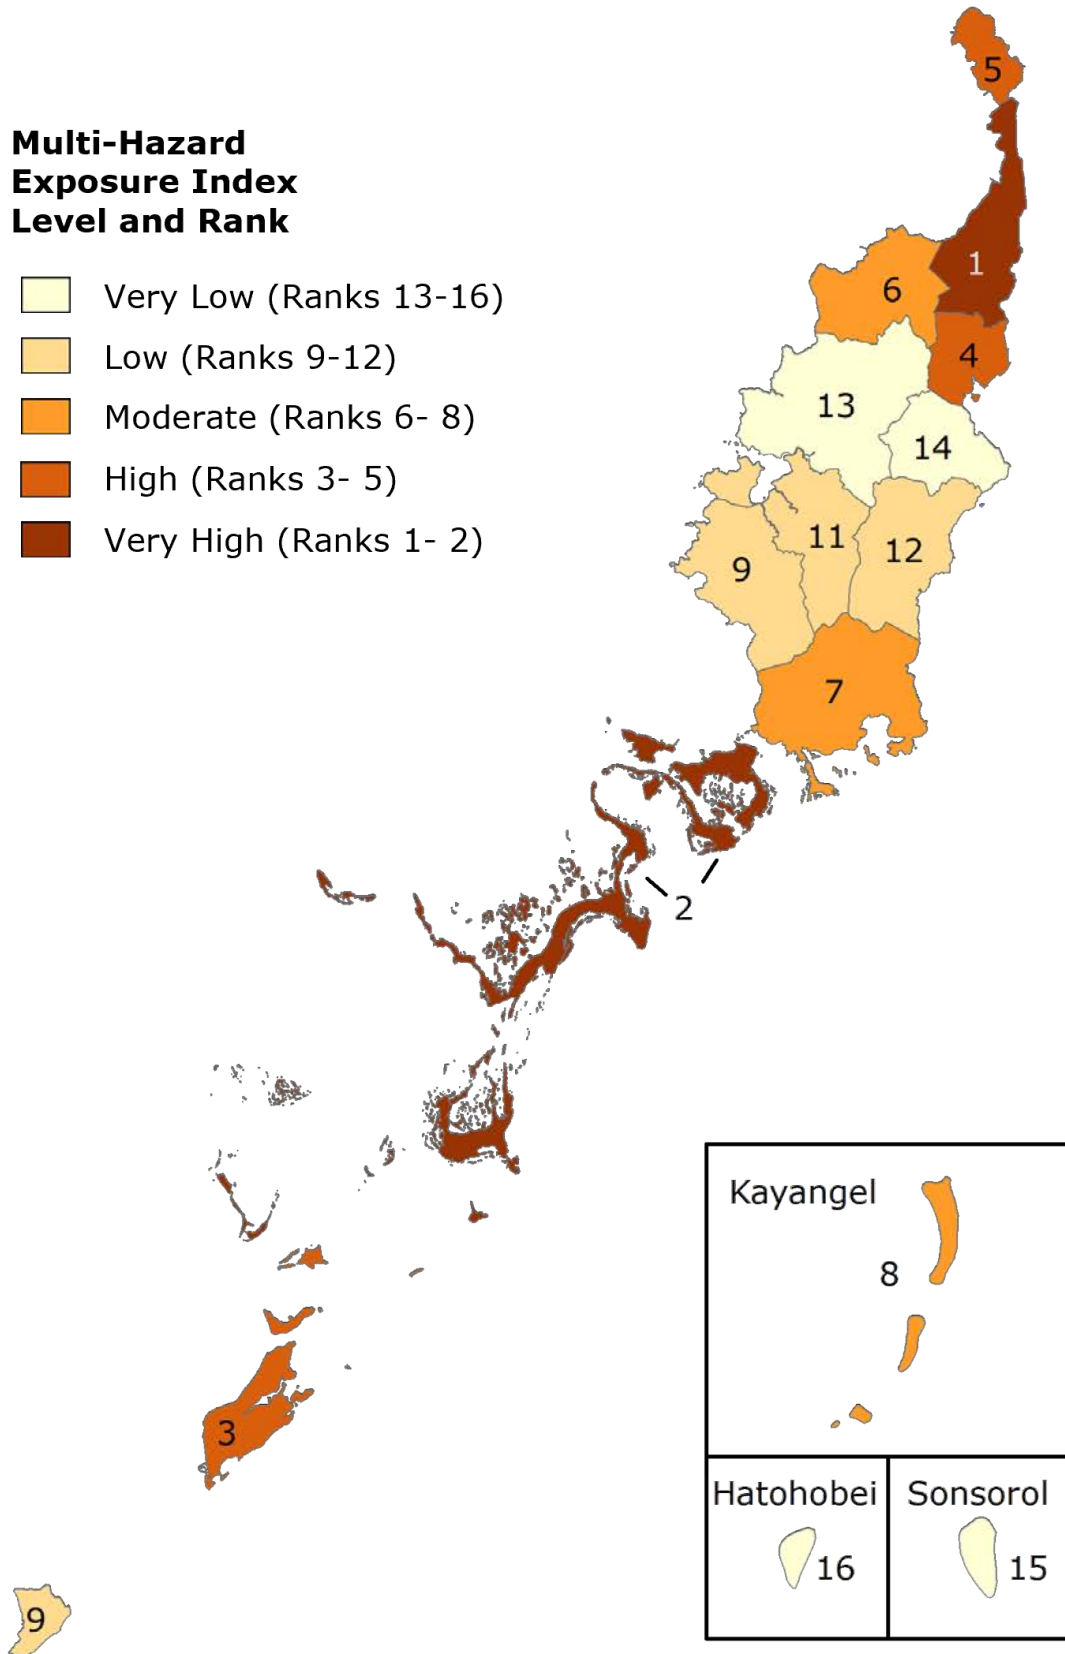 Multi-Hazard
Exposure Index
Level and Rank
Very Low (Ranks 13-16)
Low (Ranks 9-12)
Moderate (Ranks 6- 8)
High (Ranks 3- 5)
Very High (Ranks 1- 2)
5
1
6
4
13
14
11
12
9
7
2
3
9
Kayangel
8
Hatohobei
16
Sonsorol
15